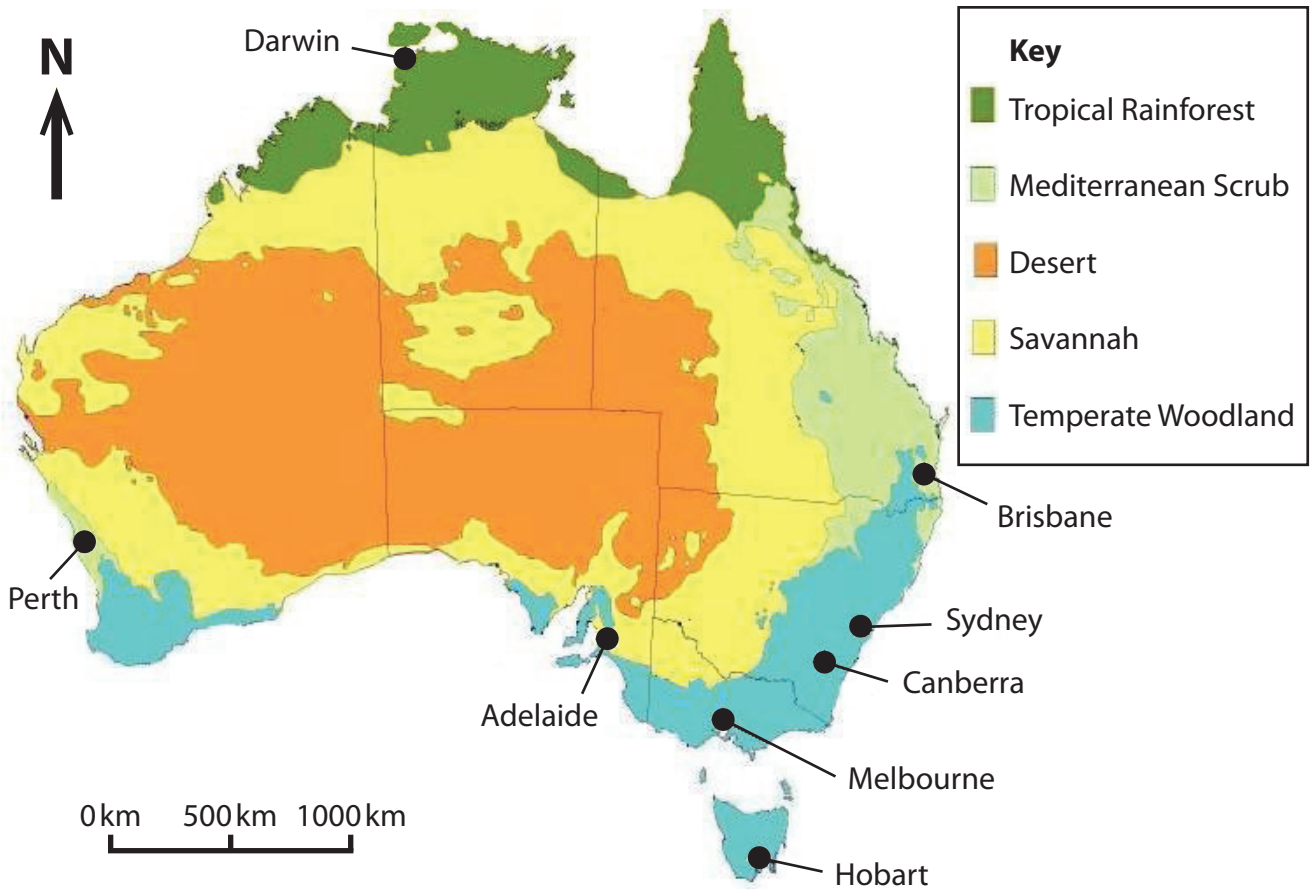 Darwin
N
Key
Tropical Rainforest
Mediterranean Scrub
Desert
Savannah
Temperate Woodland
Brisbane
Perth
Sydney
Canberra
Adelaide
Melbourne
0 km 500 km 1000 km
Hobart